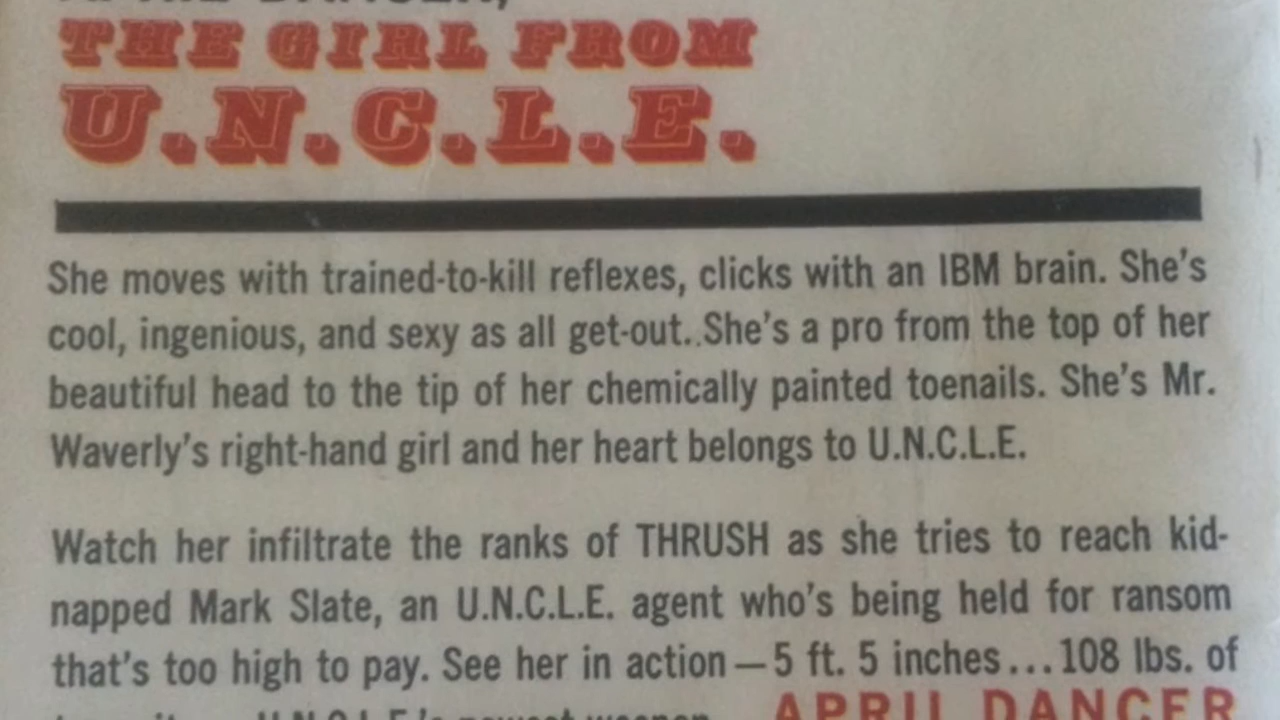 THE GIRL FROM
U.N.C.L.E.
She moves with trained-to-kill reflexes, clicks with an IBM brain. She's
cool, ingenious, and sexy as all get-out. She's a pro from the top of her
beautiful head to the tip of her chemically painted toenails. She's Mr.
Waverly's right-hand girl and her heart belongs to U.N.C.L.E.
Watch her infiltrate the ranks of THRUSH as she tries to reach kid-
napped Mark Slate, an U.N.C.L.E. agent who's being held for ransom
that's too high to pay. See her in action—5 ft. 5 inches...108 lbs. of
APRIL DANCER